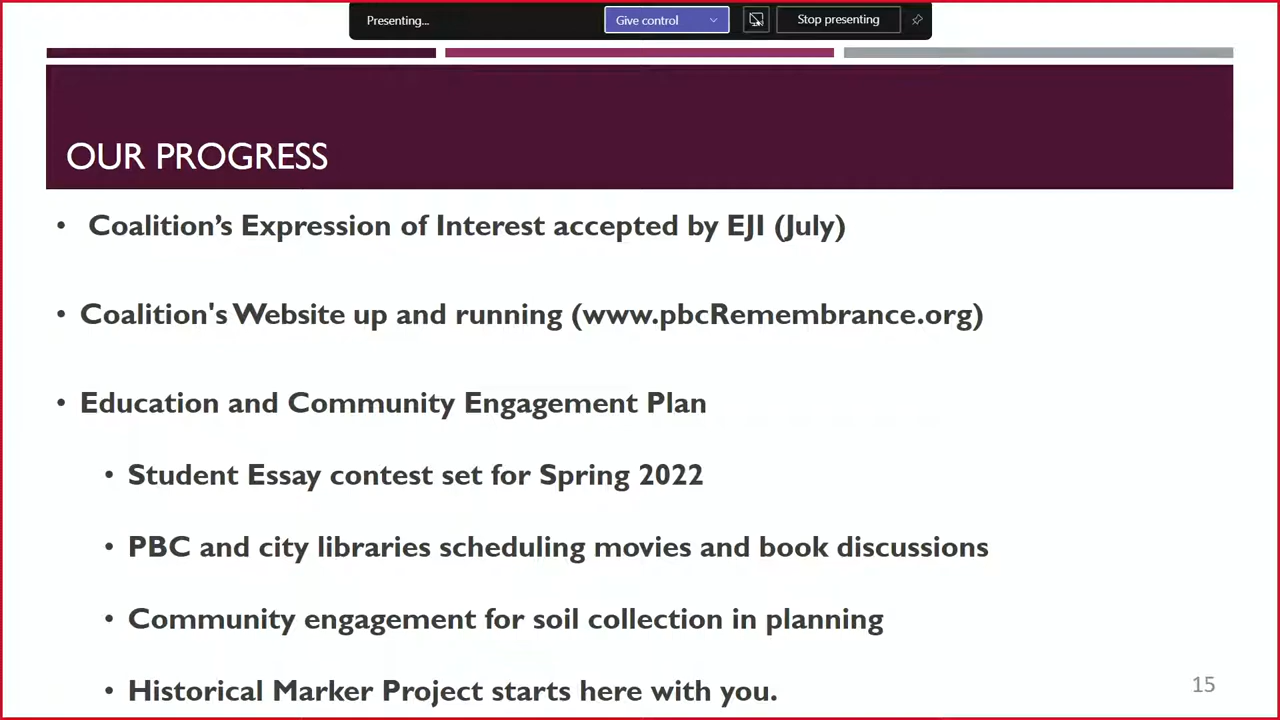 Presenting...
Give control
Stop presenting
OUR PROGRESS
• Coalition’s Expression of Interest accepted by EJI (July)
• Coalition's Website up and running (www.pbcRemembrance.org)
• Education and Community Engagement Plan
• Student Essay contest set for Spring 2022
• PBC and city libraries scheduling movies and book discussions
• Community engagement for soil collection in planning
• Historical Marker Project starts here with you.
15